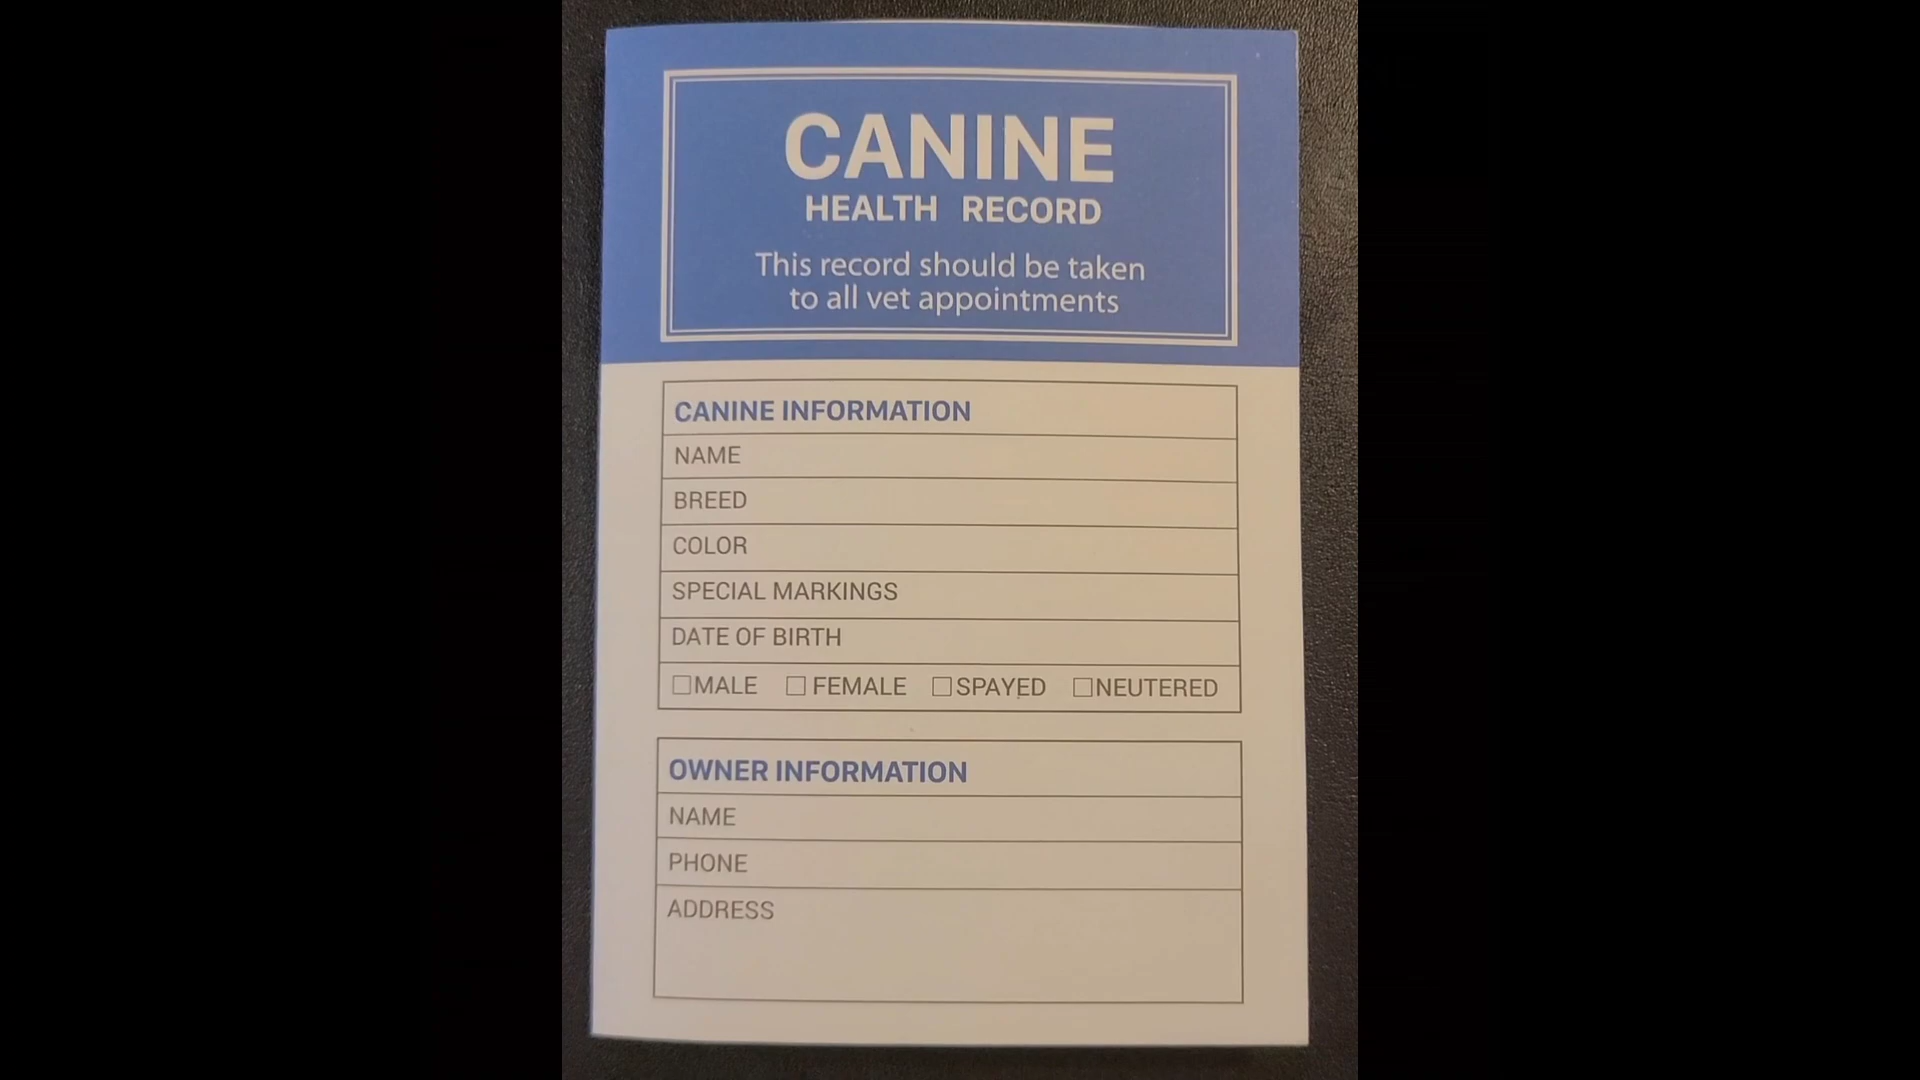 CANINE
HEALTH RECORD
This record should be taken
to all vet appointments
CANINE INFORMATION
NAME
BREED
COLOR
SPECIAL MARKINGS
DATE OF BIRTH
MALE FEMALE SPAYED NEUTERED
OWNER INFORMATION
NAME
PHONE
ADDRESS